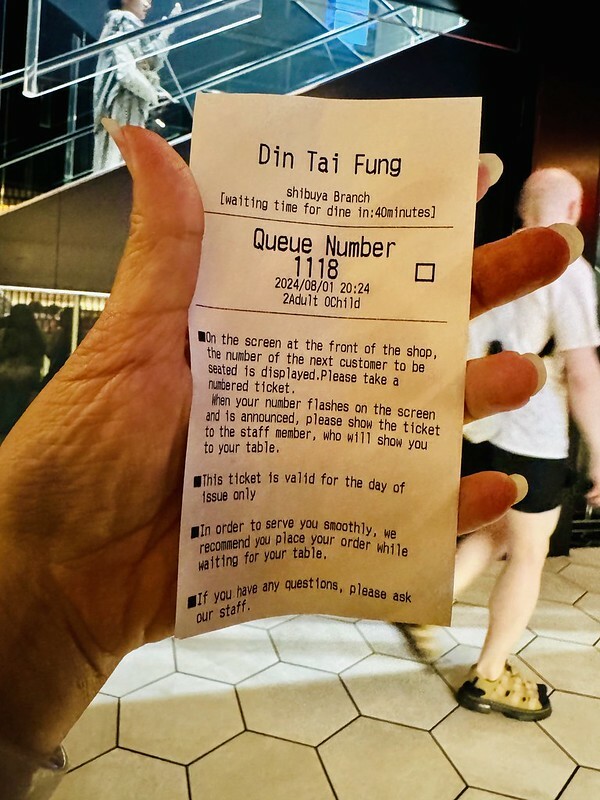 Din Tai Fung
shibuya Branch
[waiting time for dine in:40minutes]
Queue Number
1118
2024/08/01 20:24
2Adult 0Child
■On the screen at the front of the shop,
the number of the next customer to be
seated is displayed.Please take a
numbered ticket.
When your number flashes on the screen
and is announced, please show the ticket
to the staff member, who will show you
to your table.
■This ticket is valid for the day of
issue only
■In order to serve you smoothly, we
recommend you place your order while
waiting for your table.
■If you have any questions, please ask
our staff.